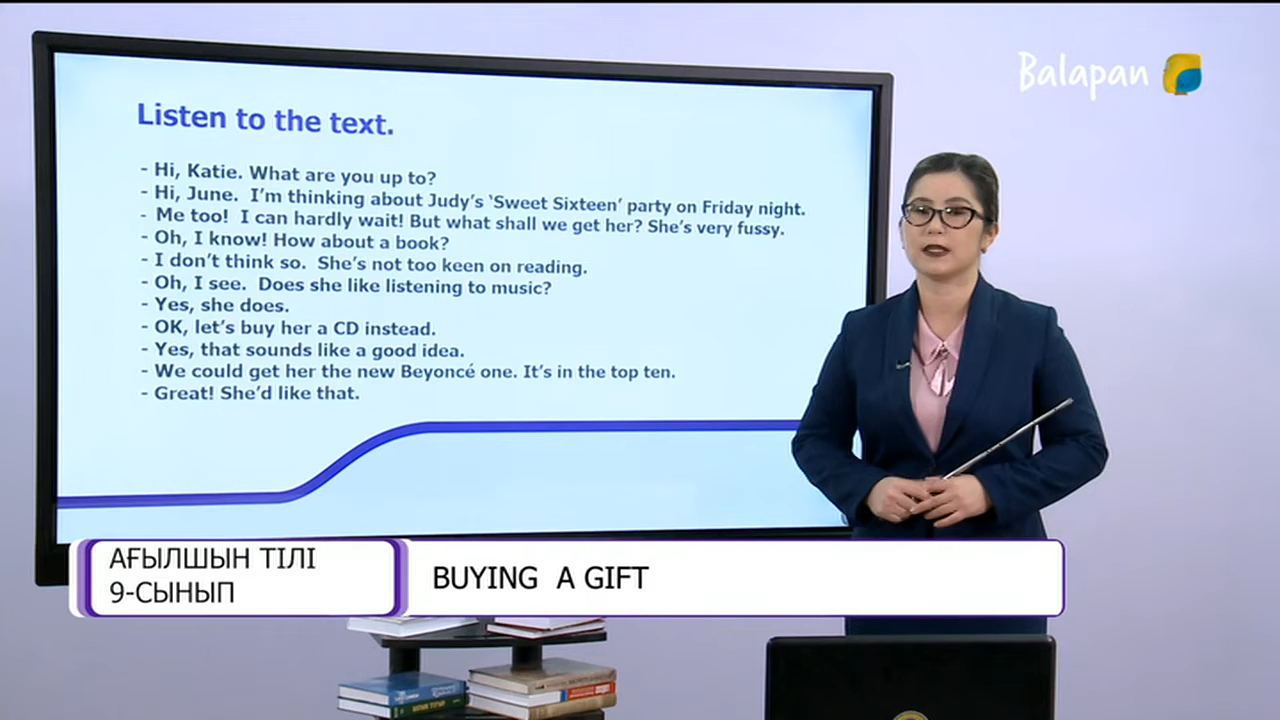 Balapan
Listen to the text.
- Hi, Katie. What are you up to?
- Hi, June. I'm thinking about Judy's 'Sweet Sixteen' party on Friday night.
- Me too! I can hardly wait! But what shall we get her? She's very fussy.
- Oh, I know! How about a book?
- I don't think so. She's not too keen on reading.
- Oh, I see. Does she like listening to music?
- Yes, she does.
- OK, let's buy her a CD instead.
- Yes, that sounds like a good idea.
- We could get her the new Beyoncé one. It's in the top ten.
- Great! She'd like that.
АҒЫЛШЫН ТІЛІ
9-СЫНЫП
BUYING A GIFT